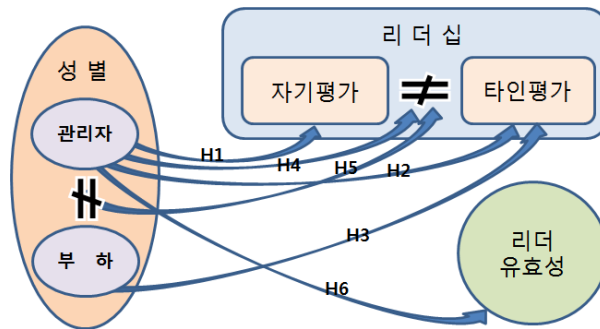 리 더 십
성 별
자기평가
≠
타인평가
관리자
H1
H4
H5
H2
H3
부 하
리더
유효성
H6